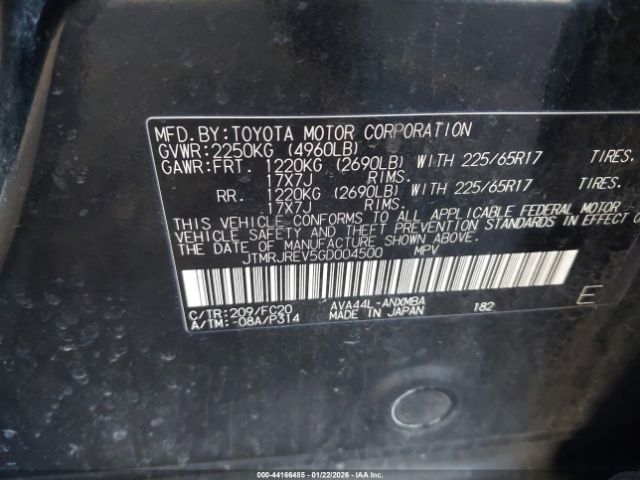 MFD.BY:TOYOTA MOTOR CORPORATION
GVWR:2250KG (4960LB)
GAWR:FRT. 1220KG (2690LB) WITH 225/65R17 TIRES.
17X7J RIMS.
RR. 1220KG (2690LB) WITH 225/65R17 TIRES.
17X7J RIMS.
THIS VEHICLE CONFORMS TO ALL APPLICABLE FEDERAL MOTOR
VEHICLE SAFETY AND THEFT PREVENTION STANDARDS IN EFFECT O
THE DATE OF MANUFACTURE SHOWN ABOVE.
JTMRJREV5GD004500 MPV
C/TR:209/FC20 AVA44L-ANXMBA 182 E
A/TM:-08A/P314 MADE IN JAPAN
000-44166485 01/22/2026 © IAA Holdings, LLC